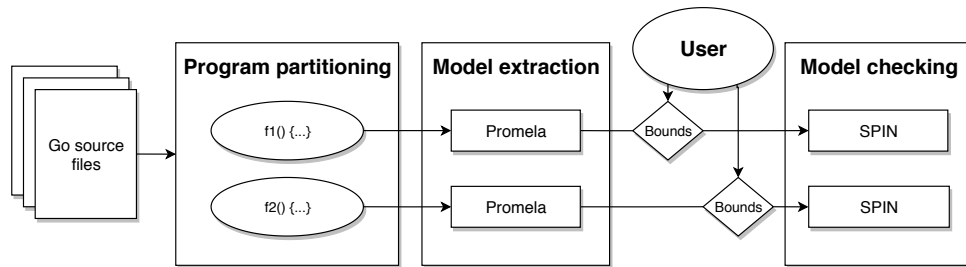 User
Program partitioning
Model extraction
Model checking
Go source
files
f1() {...}
Promela
Bounds
SPIN
f2() {...}
Promela
Bounds
SPIN